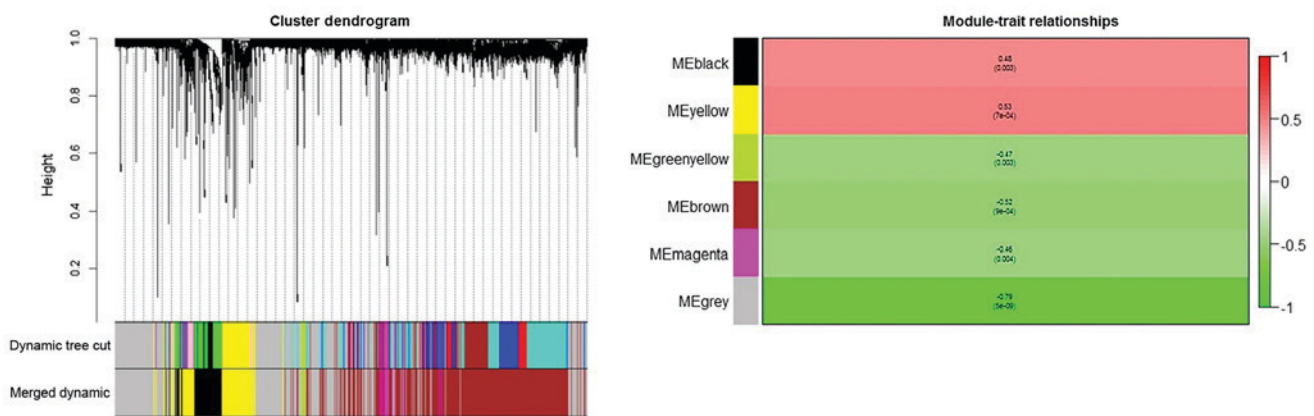 Cluster dendrogram
Height
1.0
0.8
0.6
0.4
0.2
Dynamic tree cut
Merged dynamic
Module-trait relationships
MEblack
MEyellow
MEgreenyellow
MEbrown
MEmagenta
MEgrey
0.48
(0.003)
0.53
(7e-04)
-0.47
(0.003)
-0.52
(9e-04)
-0.46
(0.004)
-0.79
(5e-09)
1
0.5
0
-0.5
-1